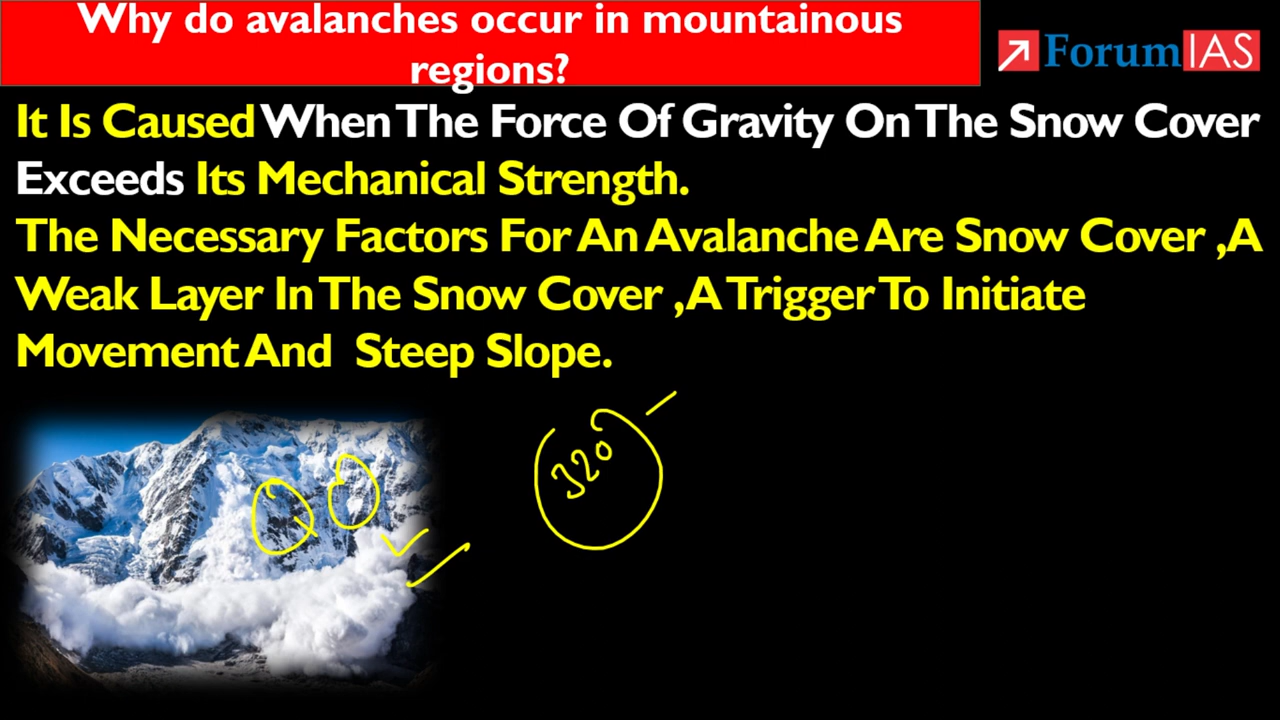 Why do avalanches occur in mountainous
regions?
ForumIAS
It Is Caused When The Force Of Gravity On The Snow Cover
Exceeds Its Mechanical Strength.
The Necessary Factors For An Avalanche Are Snow Cover ,A
Weak Layer In The Snow Cover ,A Trigger To Initiate
Movement And Steep Slope.
320